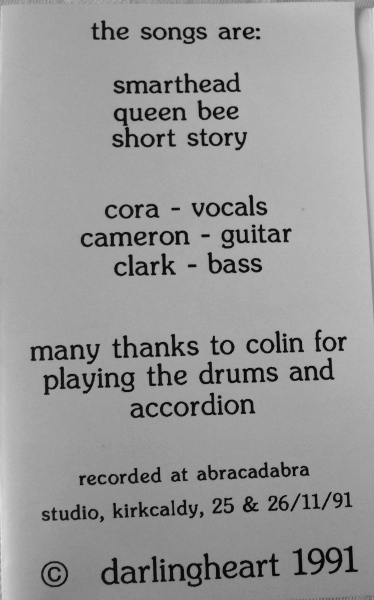 the songs are:
smarthead
queen bee
short story
cora - vocals
cameron - guitar
clark - bass
many thanks to colin for
playing the drums and
accordion
recorded at abracadabra
studio, kirkcaldy, 25 & 26/11/91
© darlingheart 1991